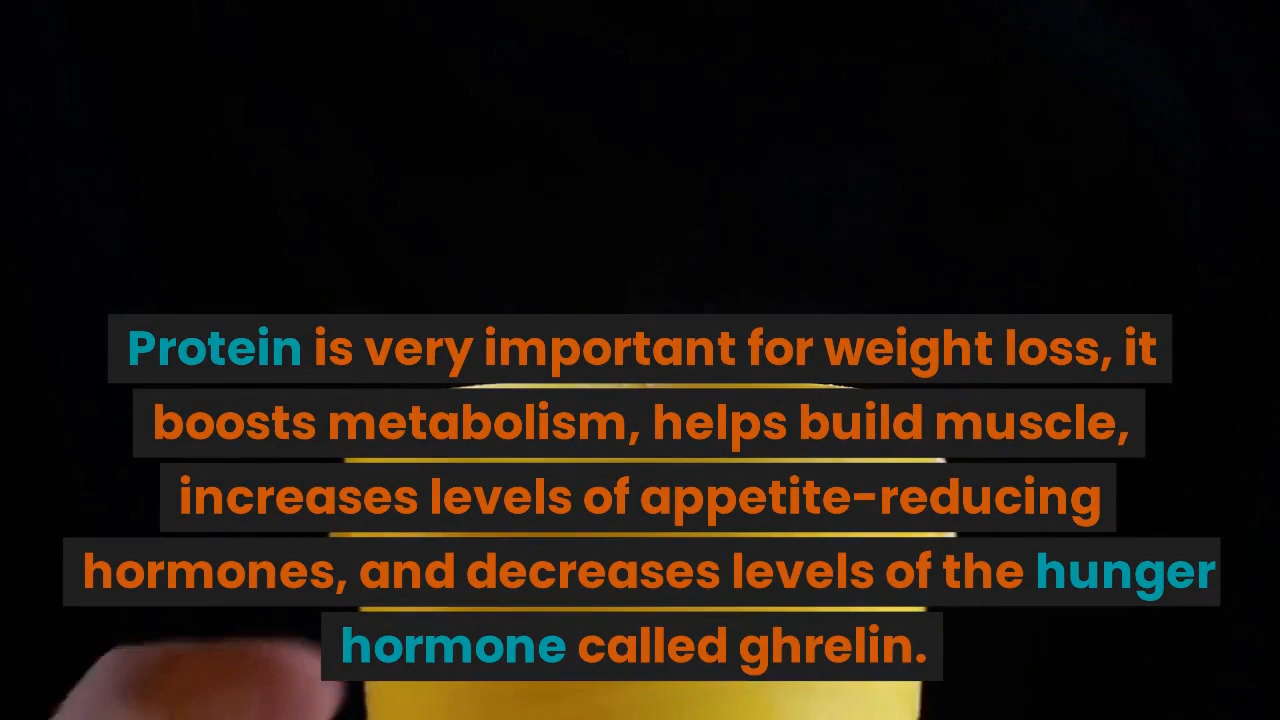 Protein is very important for weight loss, it
boosts metabolism, helps build muscle,
increases levels of appetite-reducing
hormones, and decreases levels of the hunger
hormone called ghrelin.